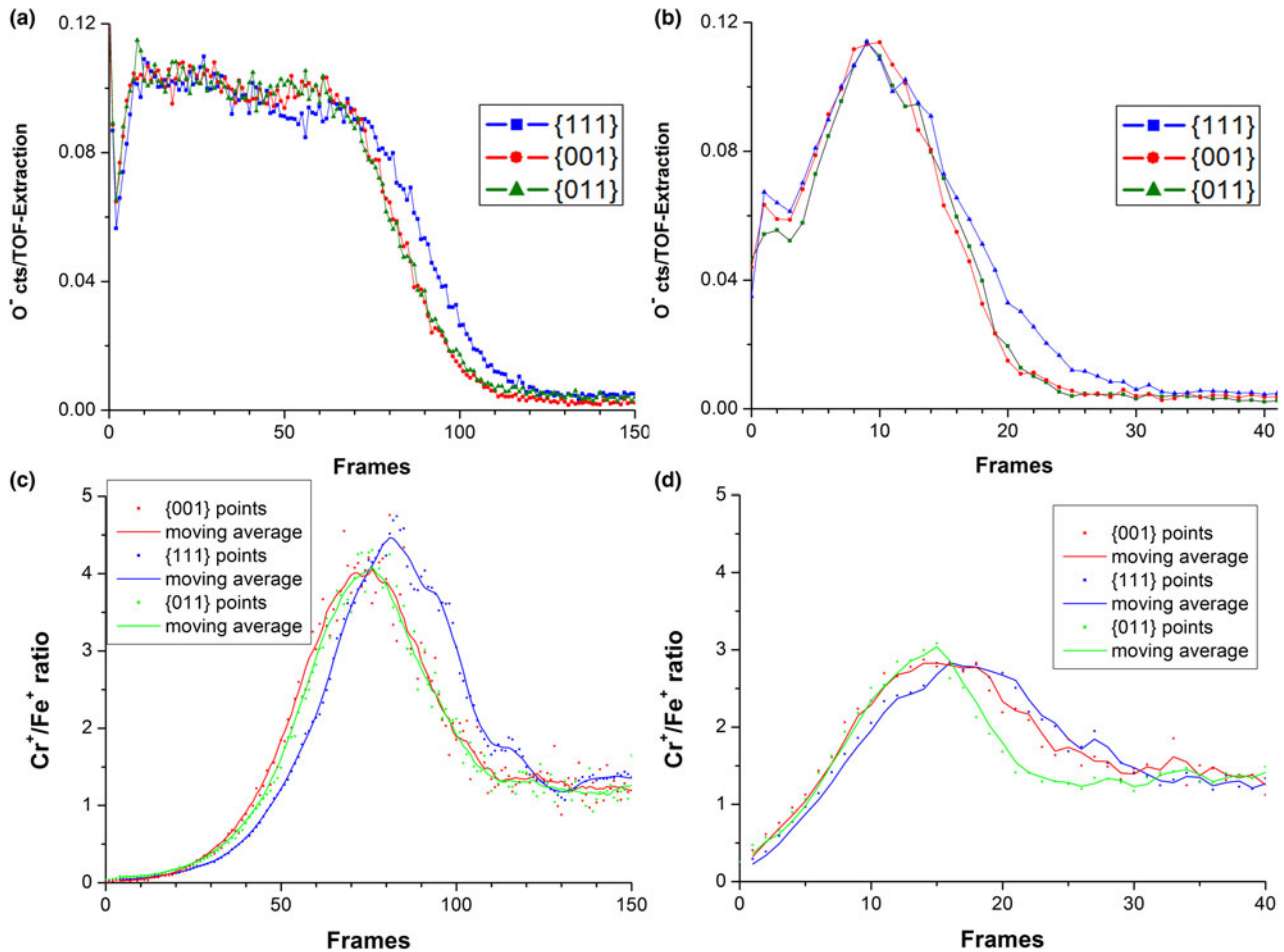 (a)
0.12
0.08
0.04
0.00
O⁻ cts/TOF-Extraction
{111}
{001}
{011}
0 50 100 150
Frames
(b)
0.12
0.08
0.04
0.00
O⁻ cts/TOF-Extraction
{111}
{001}
{011}
0 10 20 30 40
Frames
(c)
5
4
3
2
1
0
Cr⁺/Fe⁺ ratio
{001} points
moving average
{111} points
moving average
{011} points
moving average
0 50 100 150
Frames
(d)
5
4
3
2
1
0
Cr⁺/Fe⁺ ratio
{001} points
moving average
{111} points
moving average
{011} points
moving average
0 10 20 30 40
Frames